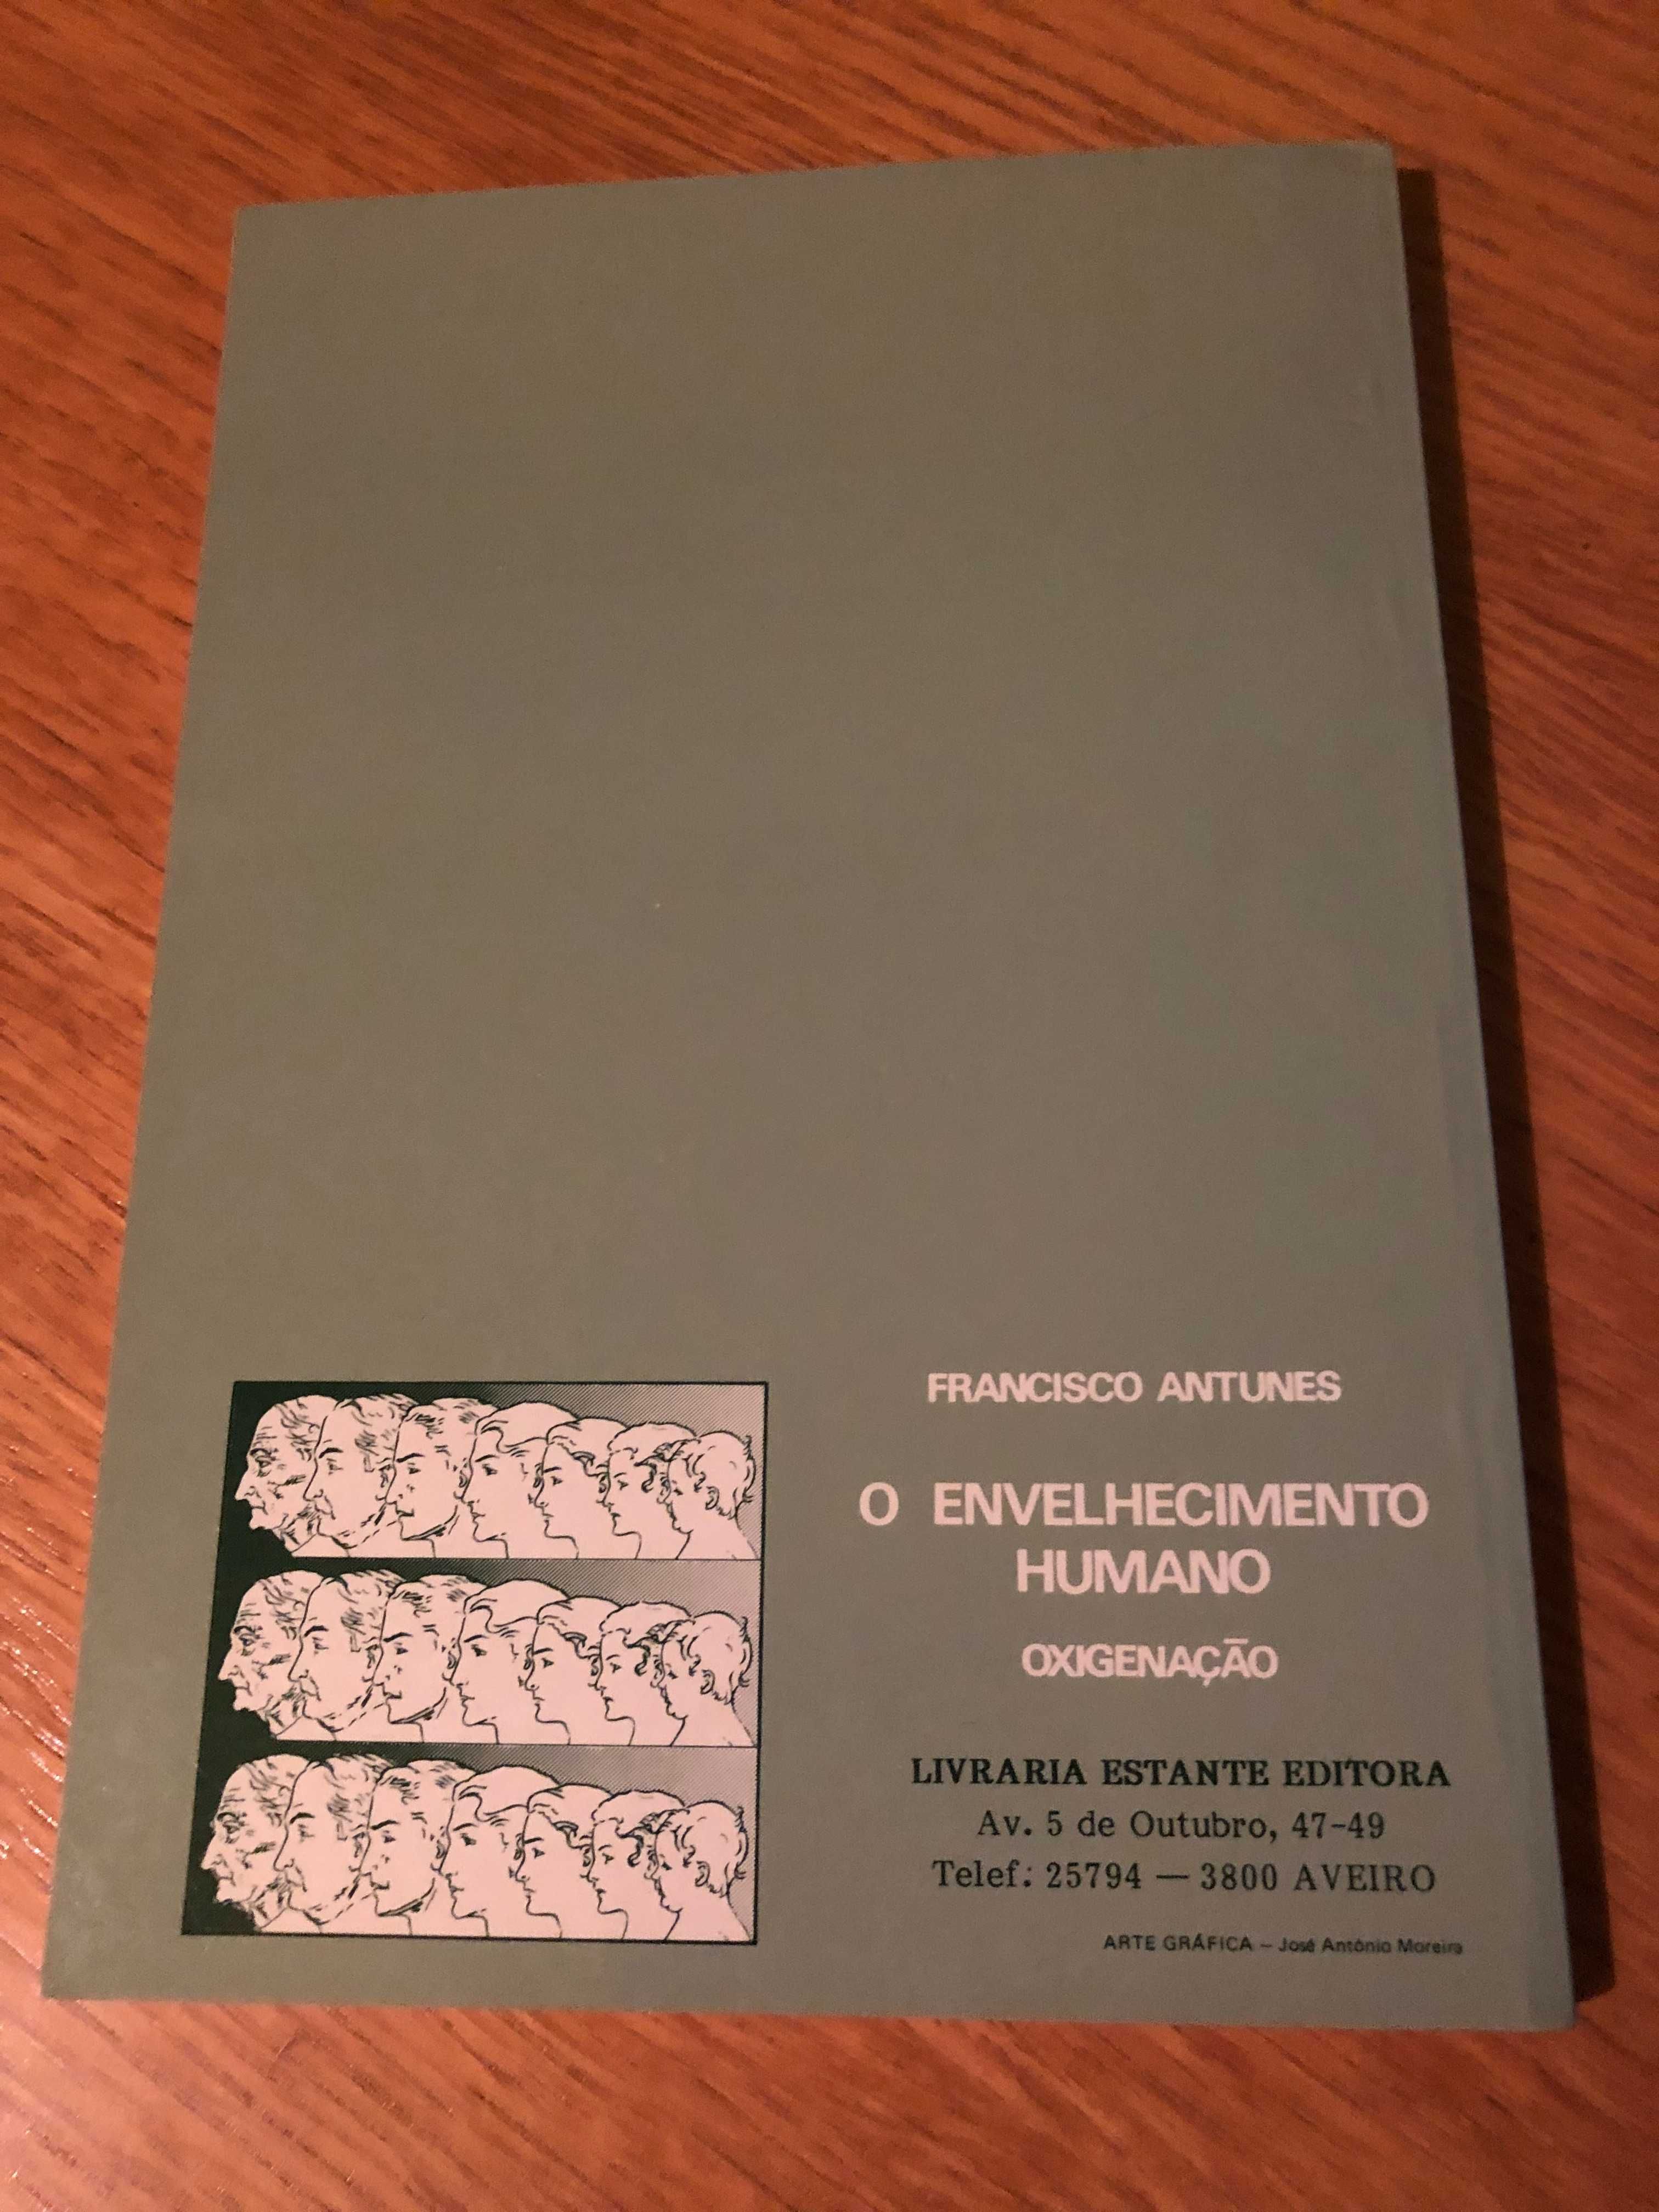 FRANCISCO ANTUNES
O ENVELHECIMENTO
HUMANO
OXIGENAÇÃO
LIVRARIA ESTANTE EDITORA
Av. 5 de Outubro, 47-49
Telef: 25794 — 3800 AVEIRO
ARTE GRÁFICA – José António Moreira